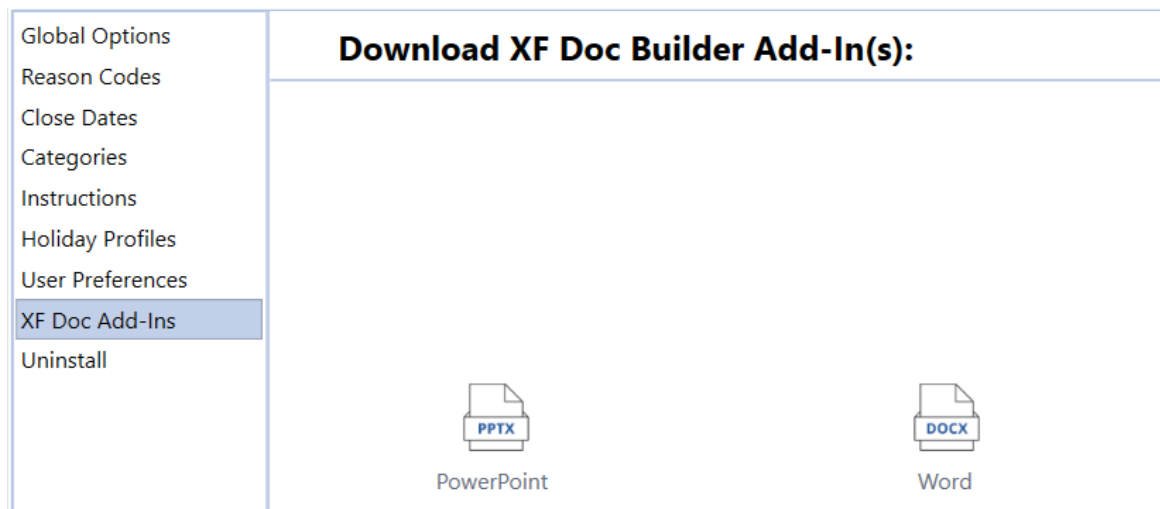 Global Options
Reason Codes
Close Dates
Categories
Instructions
Holiday Profiles
User Preferences
XF Doc Add-Ins
Uninstall
Download XF Doc Builder Add-In(s):
PPTX
PowerPoint
DOCX
Word